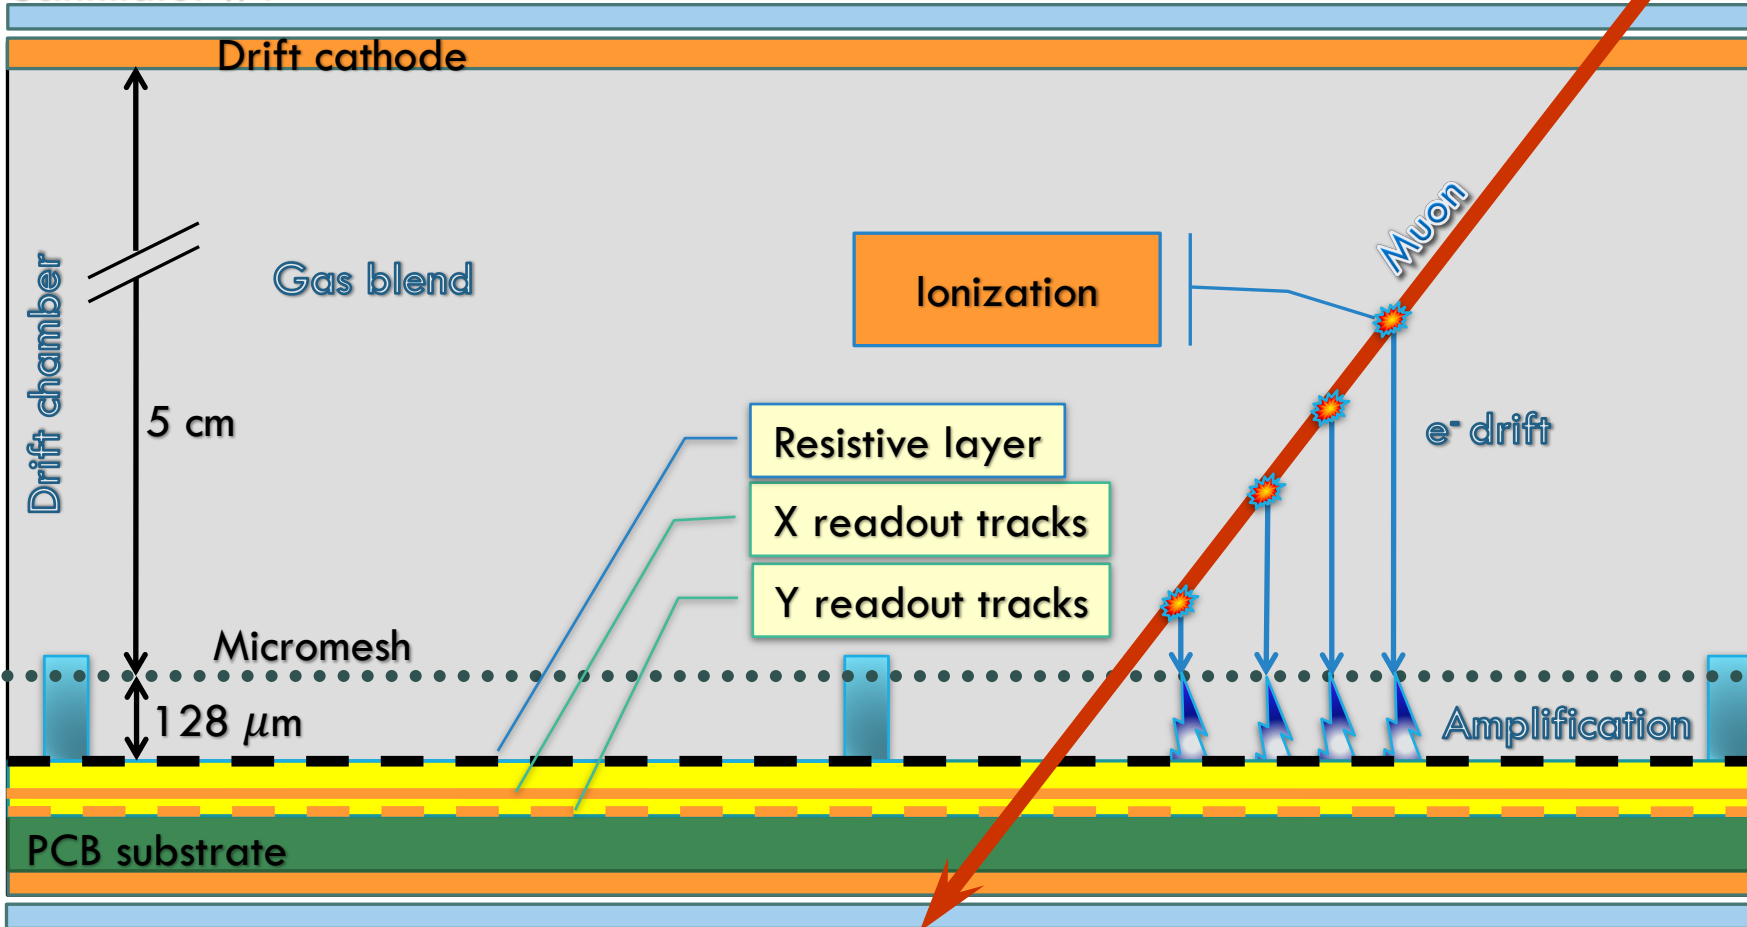 Drift cathode
Muon
Gas blend
Ionization
Drift chamber
5 cm
e- drift
Resistive layer
X readout tracks
Y readout tracks
Micromesh
128 μm
Amplification
PCB substrate